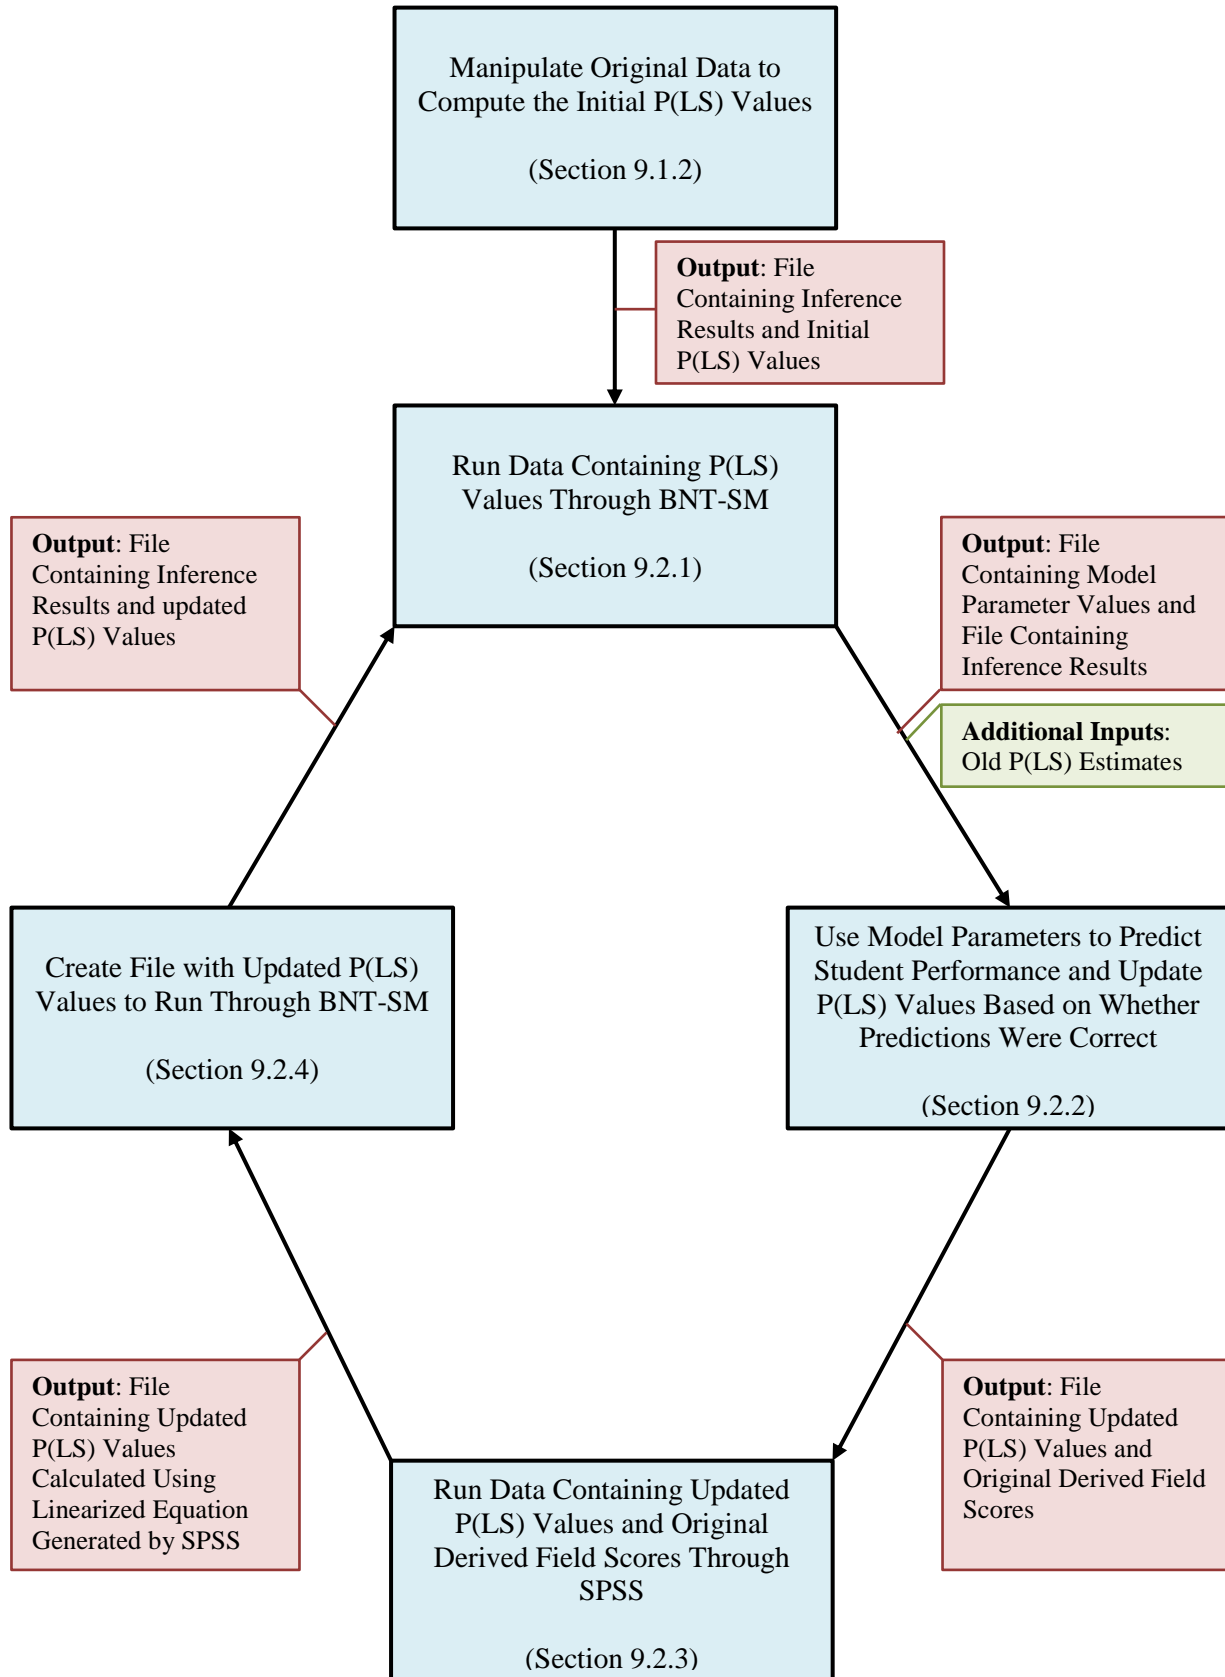 Manipulate Original Data to
Compute the Initial P(LS) Values
(Section 9.1.2)
Output: File
Containing Inference
Results and Initial
P(LS) Values
Run Data Containing P(LS)
Values Through BNT-SM
(Section 9.2.1)
Output: File
Containing Inference
Results and updated
P(LS) Values
Output: File
Containing Model
Parameter Values and
File Containing
Inference Results
Additional Inputs:
Old P(LS) Estimates
Create File with Updated P(LS)
Values to Run Through BNT-SM
(Section 9.2.4)
Use Model Parameters to Predict
Student Performance and Update
P(LS) Values Based on Whether
Predictions Were Correct
(Section 9.2.2)
Output: File
Containing Updated
P(LS) Values
Calculated Using
Linearized Equation
Generated by SPSS
Output: File
Containing Updated
P(LS) Values and
Original Derived Field
Scores
Run Data Containing Updated
P(LS) Values and Original
Derived Field Scores Through
SPSS
(Section 9.2.3)